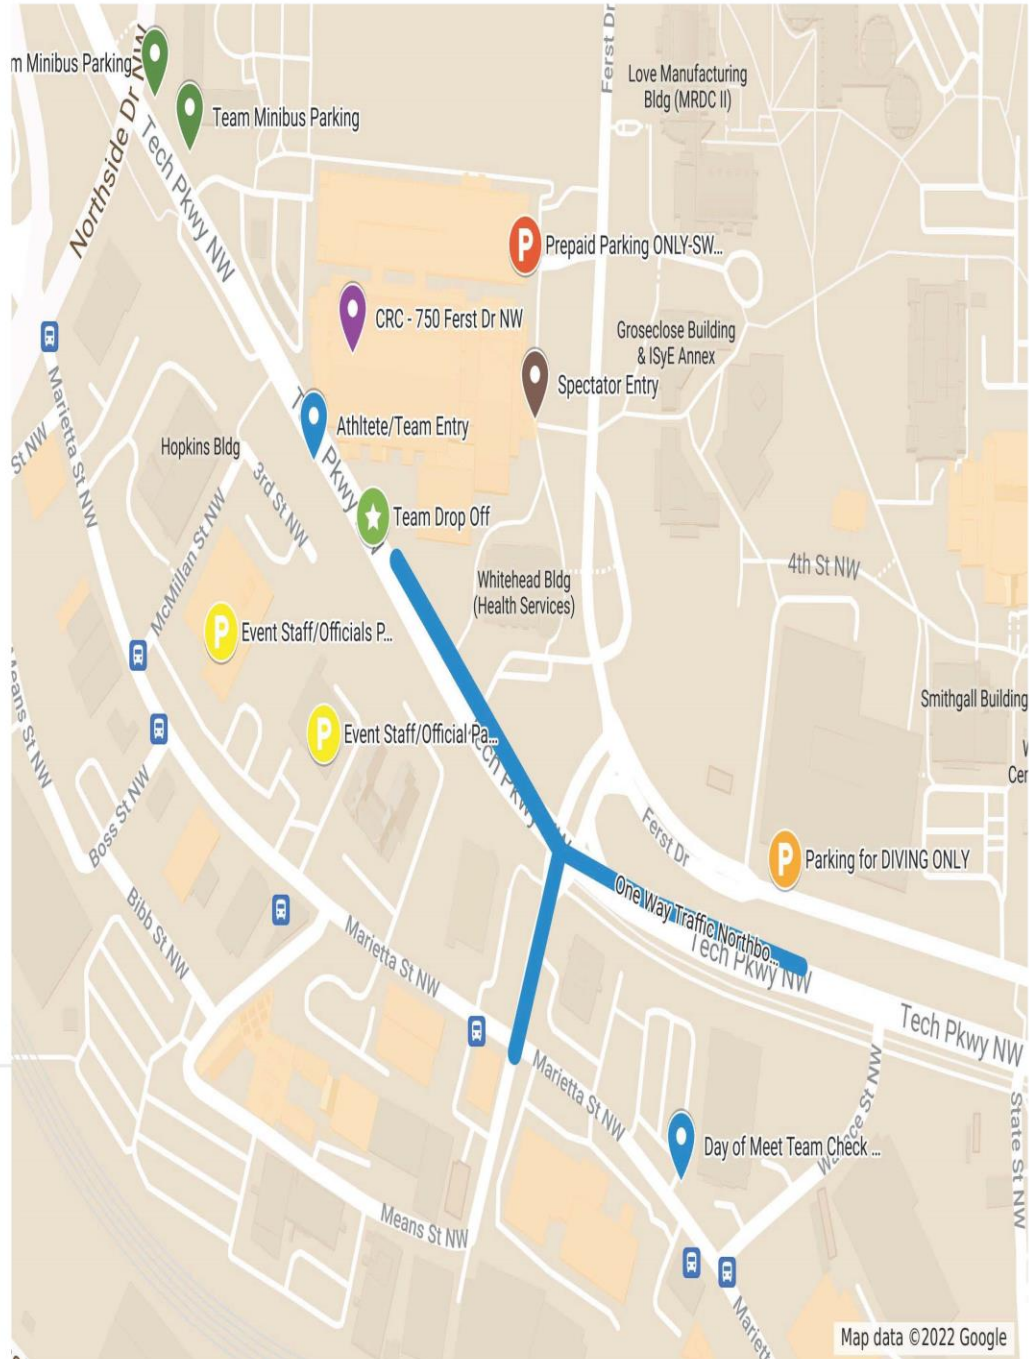 Ferst Dr
m Minibus Parking
Team Minibus Parking
Love Manufacturing
Bldg (MRDC II)
Northside Dr NW
Tech Pkwy NW
P
Prepaid Parking ONLY-SW...
CRC - 750 Ferst Dr NW
Groseclose Building
& ISyE Annex
Spectator Entry
Marietta St NW
St NW
Athltete/Team Entry
Hopkins Bldg
3rd St NW
Pkwy
Team Drop Off
McMillan St NW
Whitehead Bldg
(Health Services)
4th St NW
P
Event Staff/Officials P...
Means St NW
Smithgall Building
P
Event Staff/Official Pa...
Tech Pkwy
Cer
Boss St NW
Ferst Dr
P
Parking for DIVING ONLY
Bibb St NW
One Way Traffic Northbo...
Tech Pkwy NW
Marietta St NW
Tech Pkwy NW
Marietta St NW
State St NW
Day of Meet Team Check ...
Means St NW
Mariett
Map data ©2022 Google